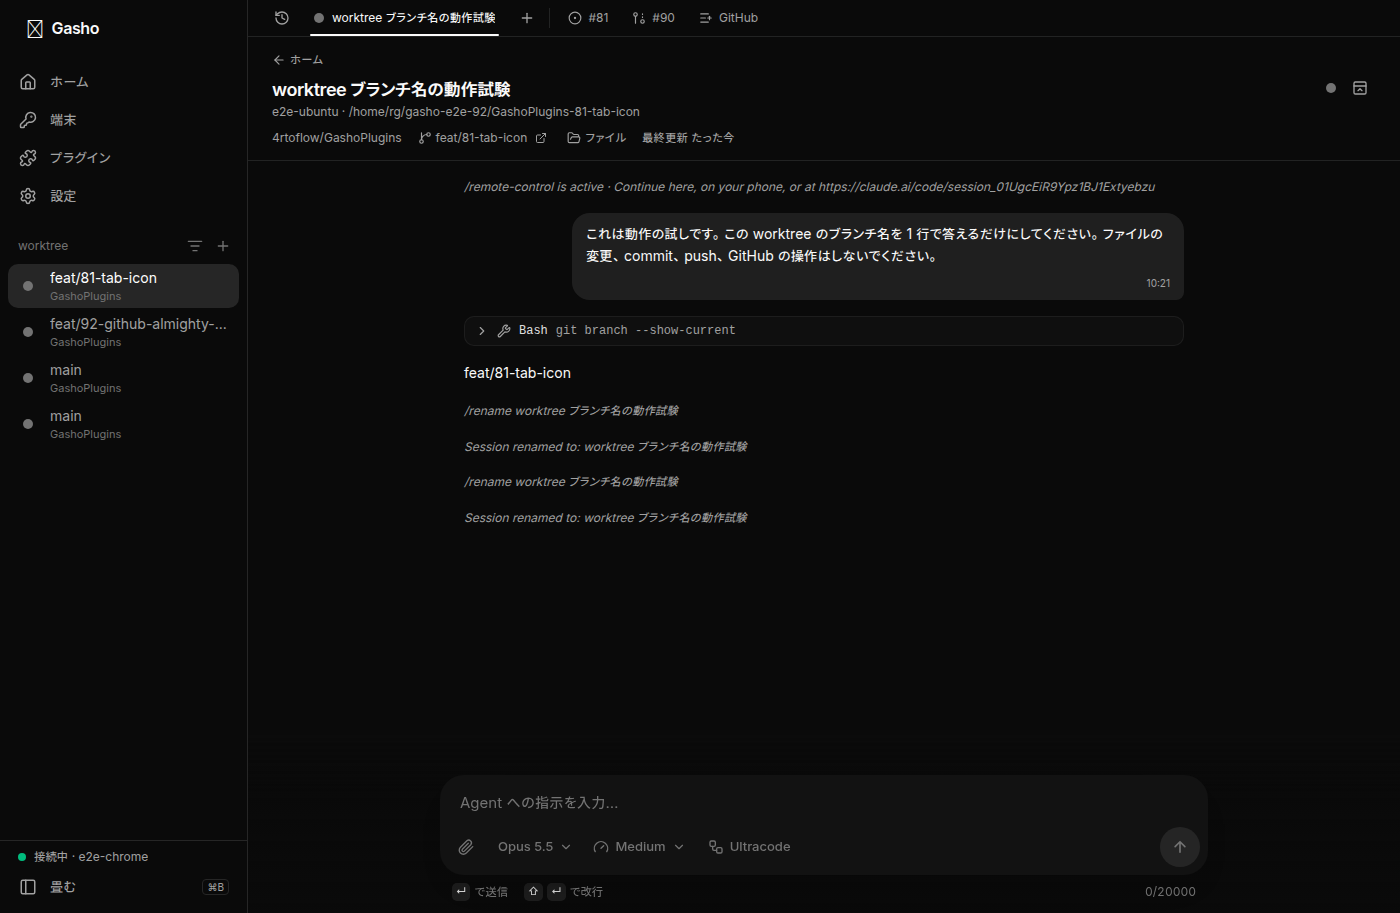 Gasho
ホーム
端末
プラグイン
設定
worktree
feat/81-tab-icon
GashoPlugins
feat/92-github-almighty-...
GashoPlugins
main
GashoPlugins
main
GashoPlugins
接続中 · e2e-chrome
畳む ⌘B
worktree ブランチ名の動作試験
#81
#90
GitHub
ホーム
worktree ブランチ名の動作試験
e2e-ubuntu · /home/rg/gasho-e2e-92/GashoPlugins-81-tab-icon
4rtoflow/GashoPlugins feat/81-tab-icon ファイル 最終更新 たった今
/remote-control is active · Continue here, on your phone, or at https://claude.ai/code/session_01UgcEiR9Ypz1BJ1Extyebzu
これは動作の試しです。この worktree のブランチ名を 1 行で答えるだけにしてください。ファイルの
変更、commit、push、GitHub の操作はしないでください。
10:21
Bash git branch --show-current
feat/81-tab-icon
/rename worktree ブランチ名の動作試験
Session renamed to: worktree ブランチ名の動作試験
/rename worktree ブランチ名の動作試験
Session renamed to: worktree ブランチ名の動作試験
Agent への指示を入力...
Opus 5.5 Medium Ultracode
で送信 で改行 0/20000